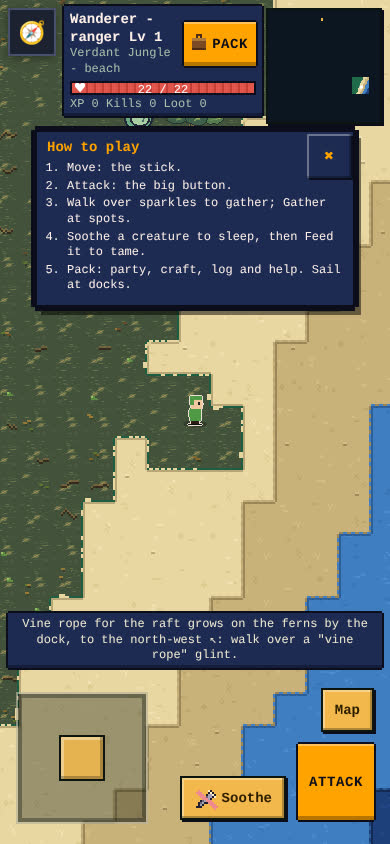 Wanderer -
ranger Lv 1
Verdant Jungle
- beach
PACK
22 / 22
XP 0 Kills 0 Loot 0
How to play
×
1. Move: the stick.
2. Attack: the big button.
3. Walk over sparkles to gather; Gather
at spots.
4. Soothe a creature to sleep, then Feed
it to tame.
5. Pack: party, craft, log and help. Sail
at docks.
Vine rope for the raft grows on the ferns by the
dock, to the north-west ↖: walk over a "vine
rope" glint.
Map
Soothe
ATTACK